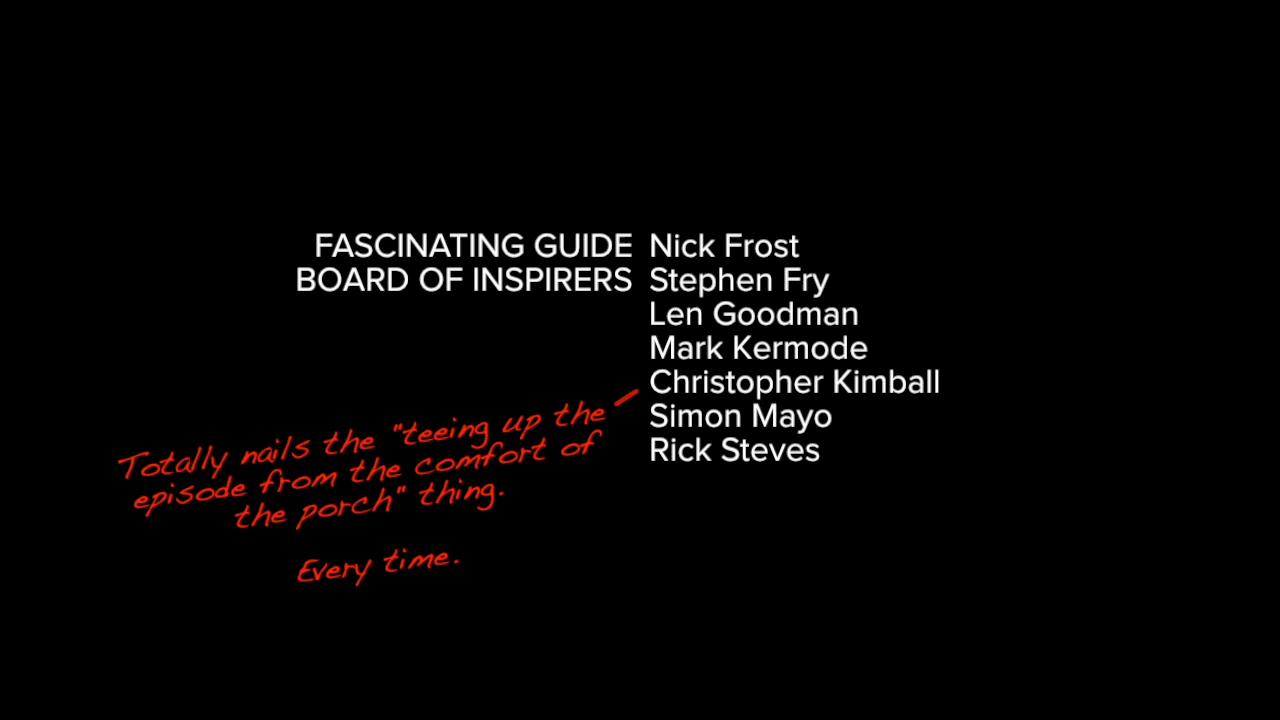 FASCINATING GUIDE Nick Frost
BOARD OF INSPIRERS Stephen Fry
Len Goodman
Mark Kermode
Christopher Kimball
Simon Mayo
Rick Steves
Totally nails the "teeing up the
episode from the comfort of
the porch" thing.
Every time.